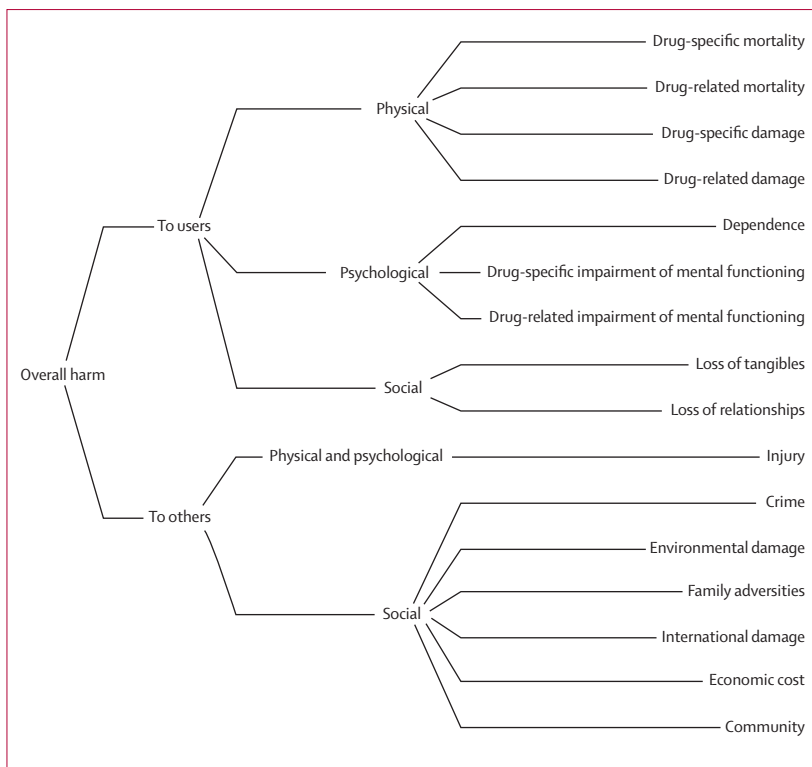 Drug-specific mortality
Drug-related mortality
Physical
Drug-specific damage
Drug-related damage
To users
Dependence
Psychological
Drug-specific impairment of mental functioning
Drug-related impairment of mental functioning
Overall harm
Social
Loss of tangibles
Loss of relationships
Physical and psychological
Injury
To others
Crime
Environmental damage
Family adversities
Social
International damage
Economic cost
Community